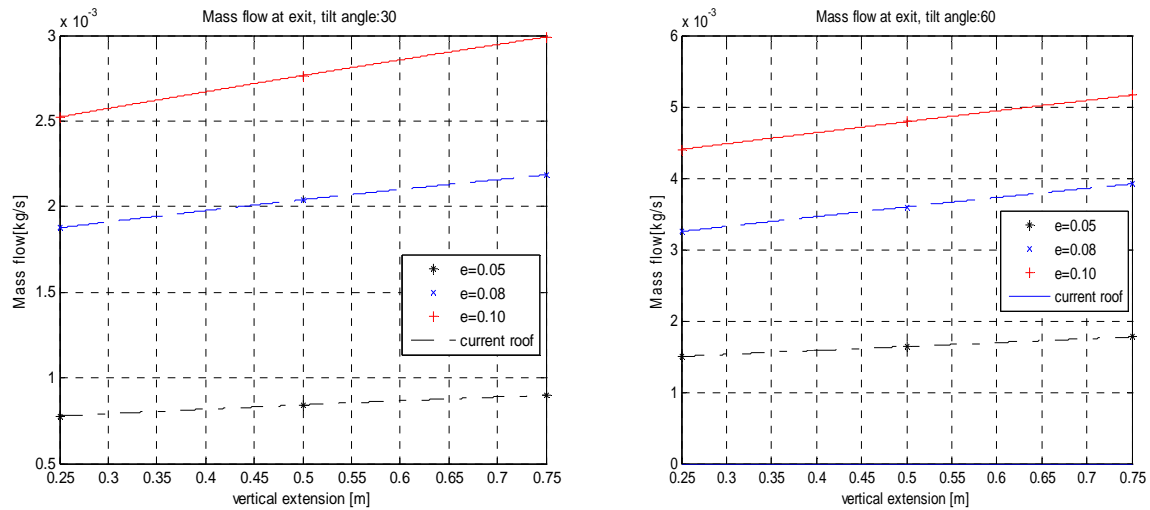 x 10⁻³
Mass flow at exit, tilt angle:30
3
2.5
2
1.5
1
0.5
Mass flow[kg/s]
e=0.05
e=0.08
e=0.10
current roof
0.25 0.3 0.35 0.4 0.45 0.5 0.55 0.6 0.65 0.7 0.75
vertical extension [m]
x 10⁻³
Mass flow at exit, tilt angle:60
6
5
4
3
2
1
0
Mass flow[kg/s]
e=0.05
e=0.08
e=0.10
current roof
0.25 0.3 0.35 0.4 0.45 0.5 0.55 0.6 0.65 0.7 0.75
vertical extension [m]